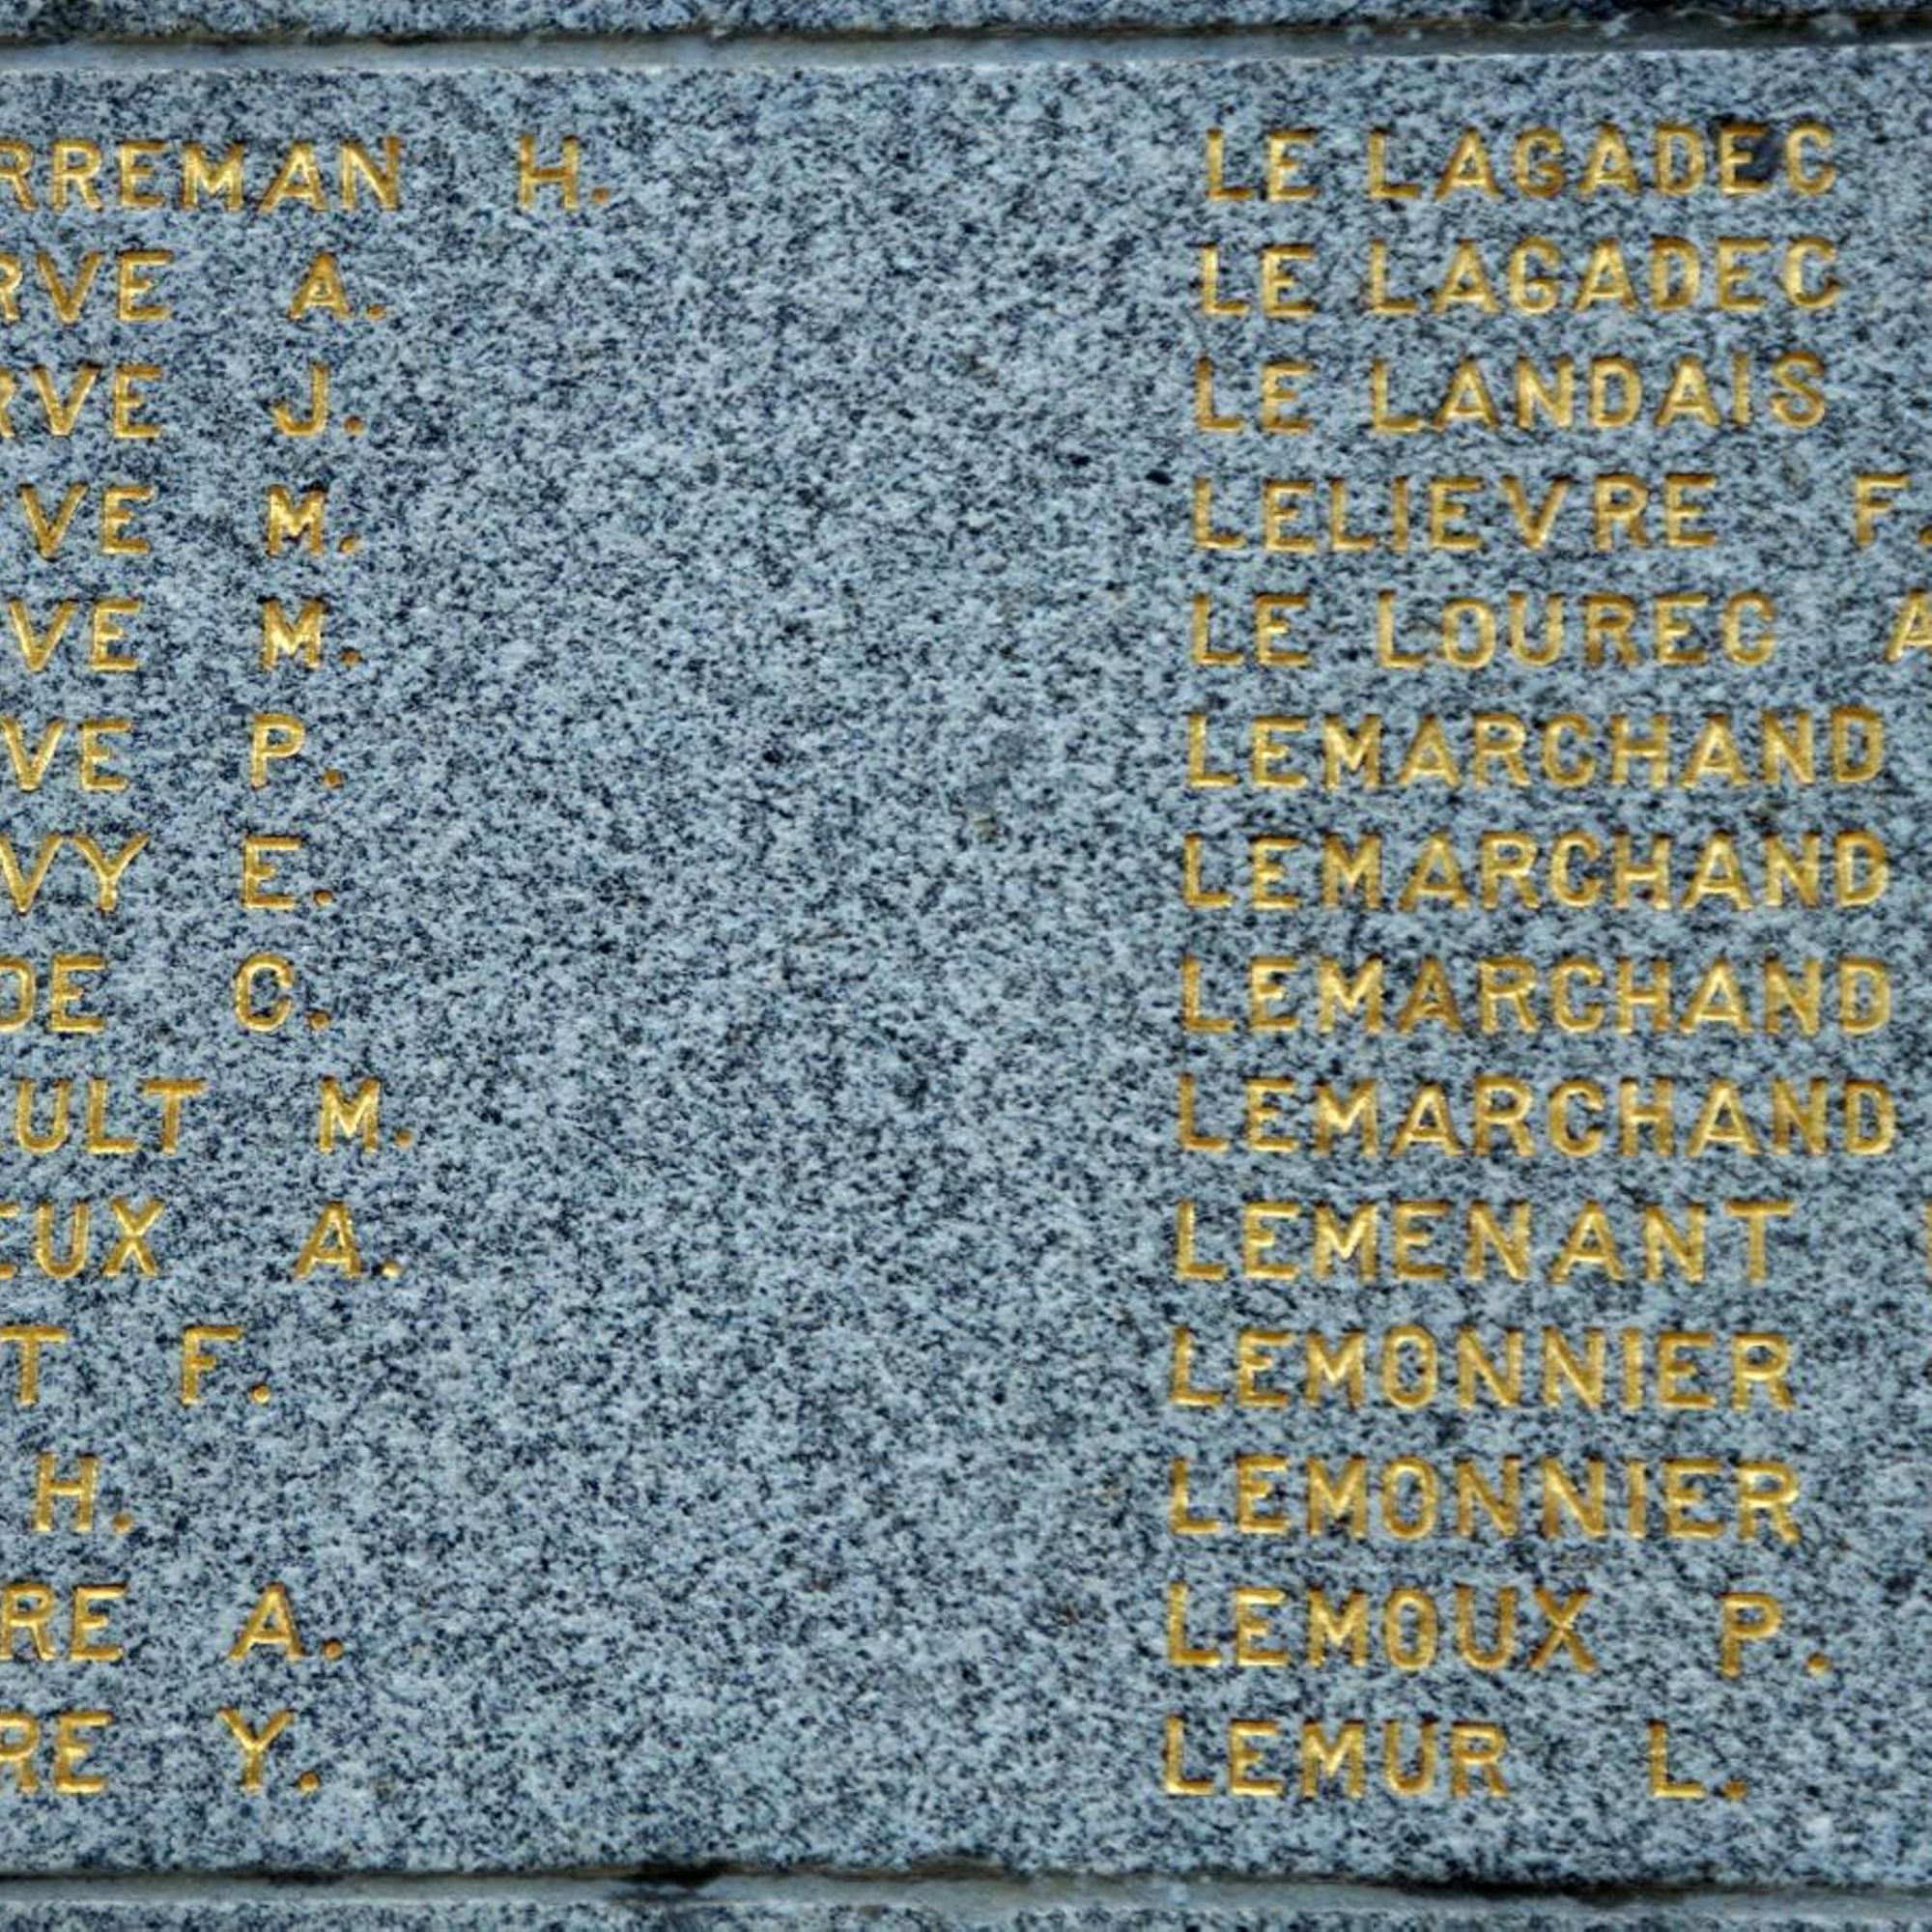 RREMAN H.
RVE A.
RVE J.
VE M.
VE M.
VE P.
VY E.
DE C.
ULT M.
EUX A.
T F.
H.
RE A.
RE Y.
LE LAGADEC
LE LAGADEC
LE LANDAIS
LELIEVRE F.
LE LOUREC A
LEMARCHAND
LEMARCHAND
LEMARCHAND
LEMARCHAND
LEMENANT
LEMONNIER
LEMONNIER
LEMOUX P.
LEMUR L.